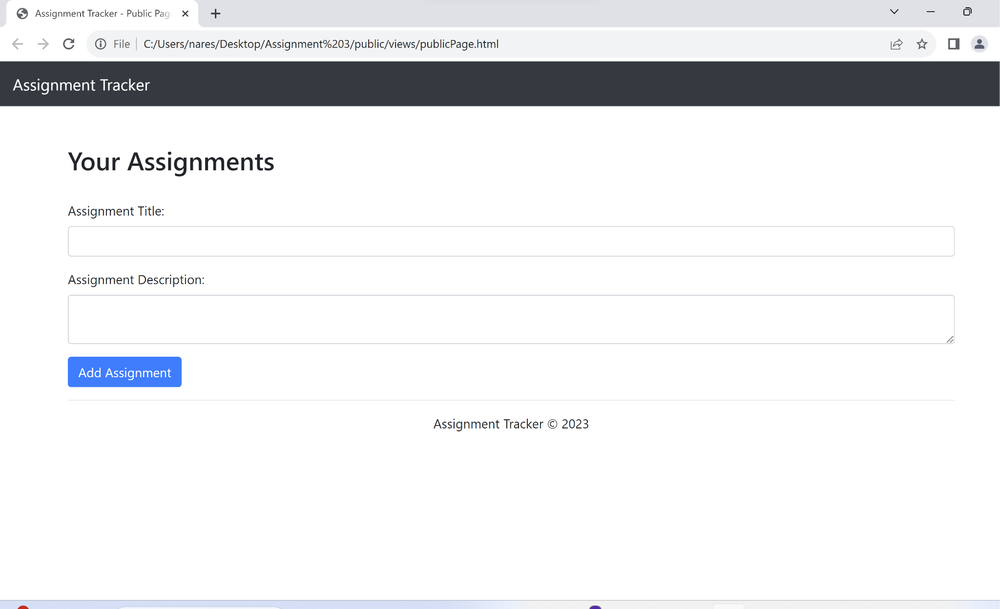 Assignment Tracker - Public Pag
File C:/Users/nares/Desktop/Assignment%203/public/views/publicPage.html
Assignment Tracker
Your Assignments
Assignment Title:
Assignment Description:
Add Assignment
Assignment Tracker © 2023